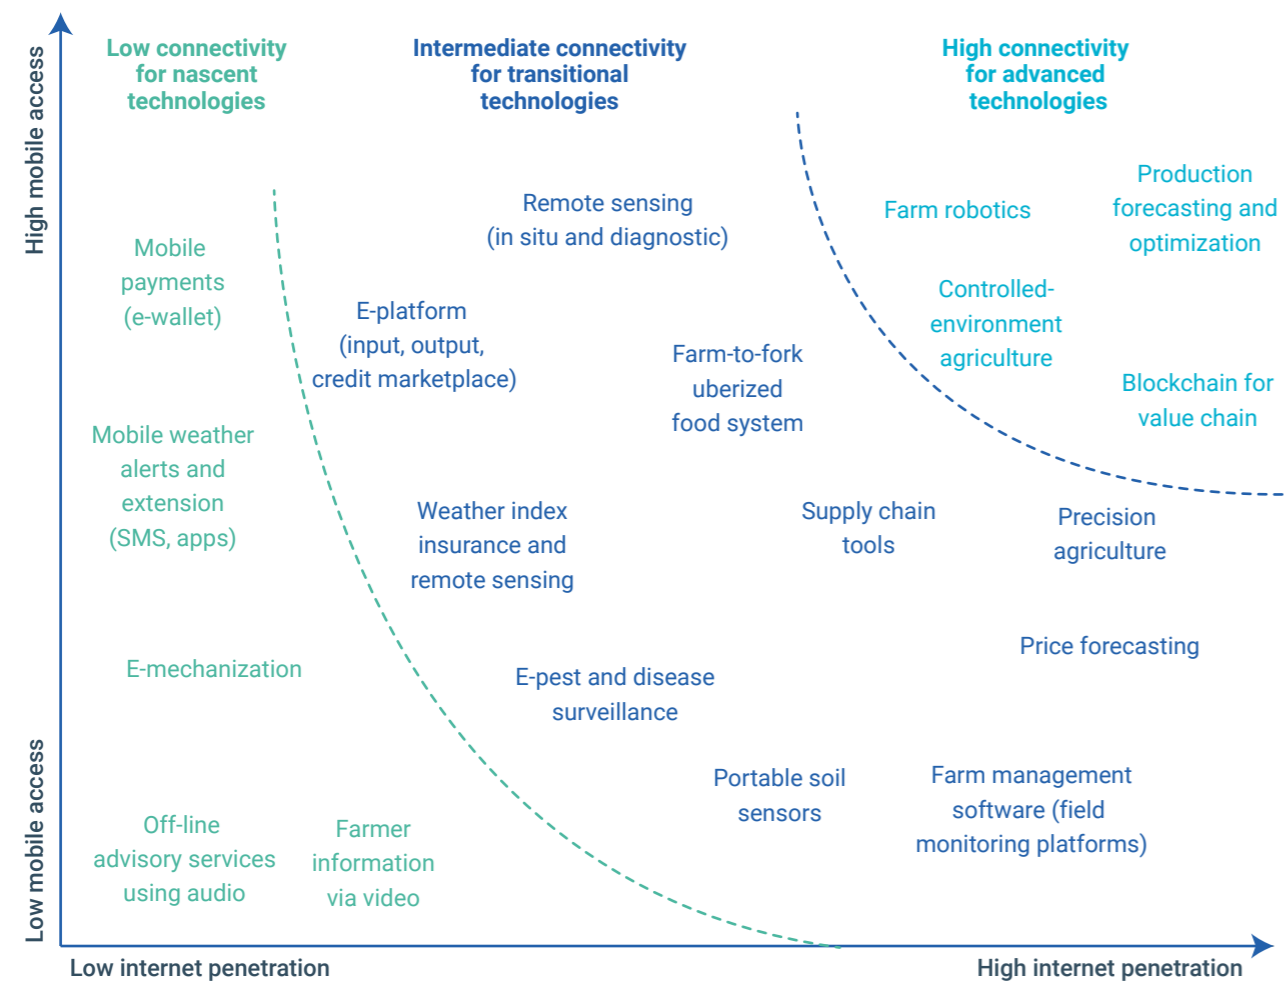 High mobile access
Low mobile access
Low connectivity
for nascent
technologies
Intermediate connectivity
for transitional
technologies
High connectivity
for advanced
technologies
Mobile
payments
(e-wallet)
Mobile weather
alerts and
extension
(SMS, apps)
E-mechanization
Off-line
advisory services
using audio
Farmer
information
via video
Remote sensing
(in situ and diagnostic)
E-platform
(input, output,
credit marketplace)
Farm-to-fork
uberized
food system
Weather index
insurance and
remote sensing
Supply chain
tools
Precision
agriculture
Price forecasting
E-pest and disease
surveillance
Portable soil
sensors
Farm management
software (field
monitoring platforms)
Farm robotics
Production
forecasting and
optimization
Controlled-
environment
agriculture
Blockchain for
value chain
Low internet penetration
High internet penetration